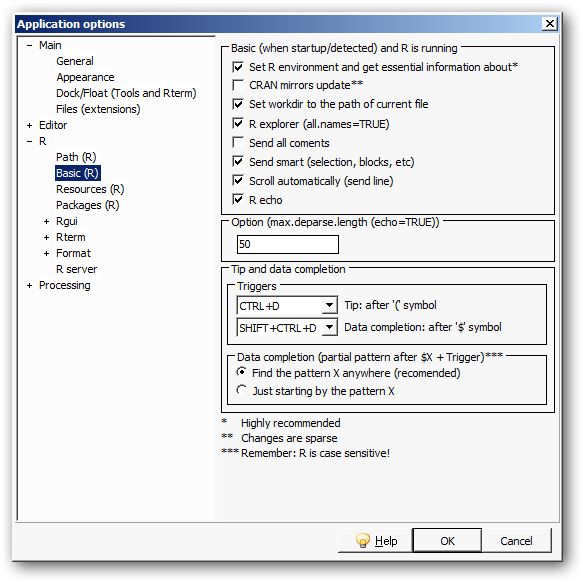 Application options
Main
General
Appearance
Dock/Float (Tools and Rterm)
Files (extensions)
Editor
R
Path (R)
Basic (R)
Resources (R)
Packages (R)
Rgui
Rterm
Format
R server
Processing
Basic (when startup/detected) and R is running
Set R environment and get essential information about*
CRAN mirrors update**
Set workdir to the path of current file
R explorer (all.names=TRUE)
Send all coments
Send smart (selection, blocks, etc)
Scroll automatically (send line)
R echo
Option (max.deparse.length (echo=TRUE))
50
Tip and data completion
Triggers
CTRL+D Tip: after '(' symbol
SHIFT+CTRL+D Data completion: after '$' symbol
Data completion (partial pattern after $X + Trigger)***
Find the pattern X anywhere (recomended)
Just starting by the pattern X
* Highly recommended
** Changes are sparse
*** Remember: R is case sensitive!
Help OK Cancel